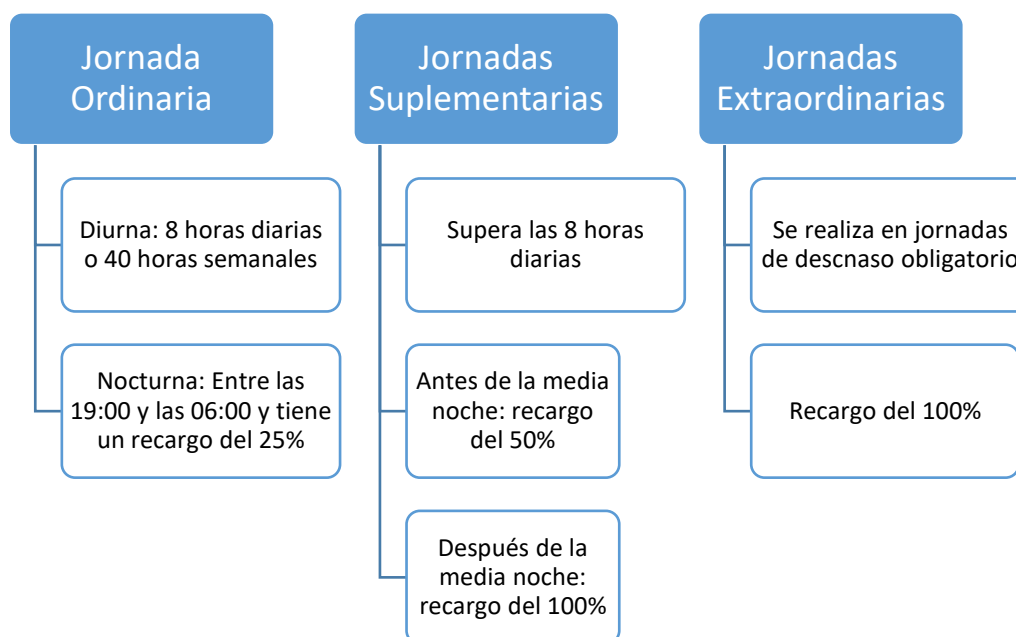 Jornada
Ordinaria
Diurna: 8 horas diarias
o 40 horas semanales
Nocturna: Entre las
19:00 y las 06:00 y tiene
un recargo del 25%
Jornadas
Suplementarias
Supera las 8 horas
diarias
Antes de la media
noche: recargo
del 50%
Después de la
media noche:
recargo del 100%
Jornadas
Extraordinarias
Se realiza en jornadas
de descnaso obligatorio
Recargo del 100%